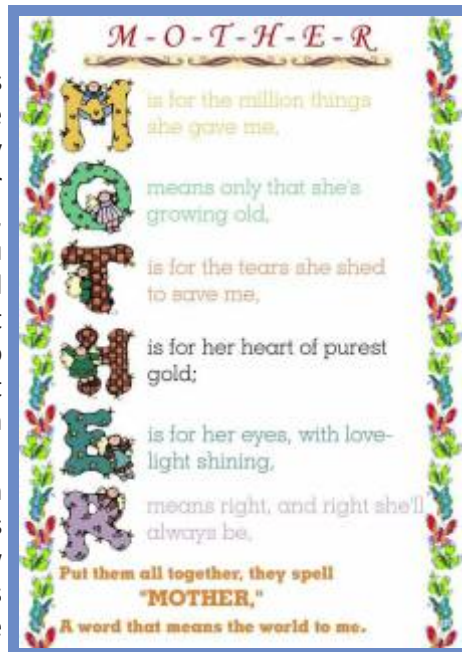 M - O - T - H - E - R
M is for the million things
she gave me,
O means only that she's
growing old,
T is for the tears she shed
to save me,
H is for her heart of purest
gold;
E is for her eyes, with love-
light shining,
R means right, and right she'll
always be,
Put them all together, they spell
"MOTHER,"
A word that means the world to me.